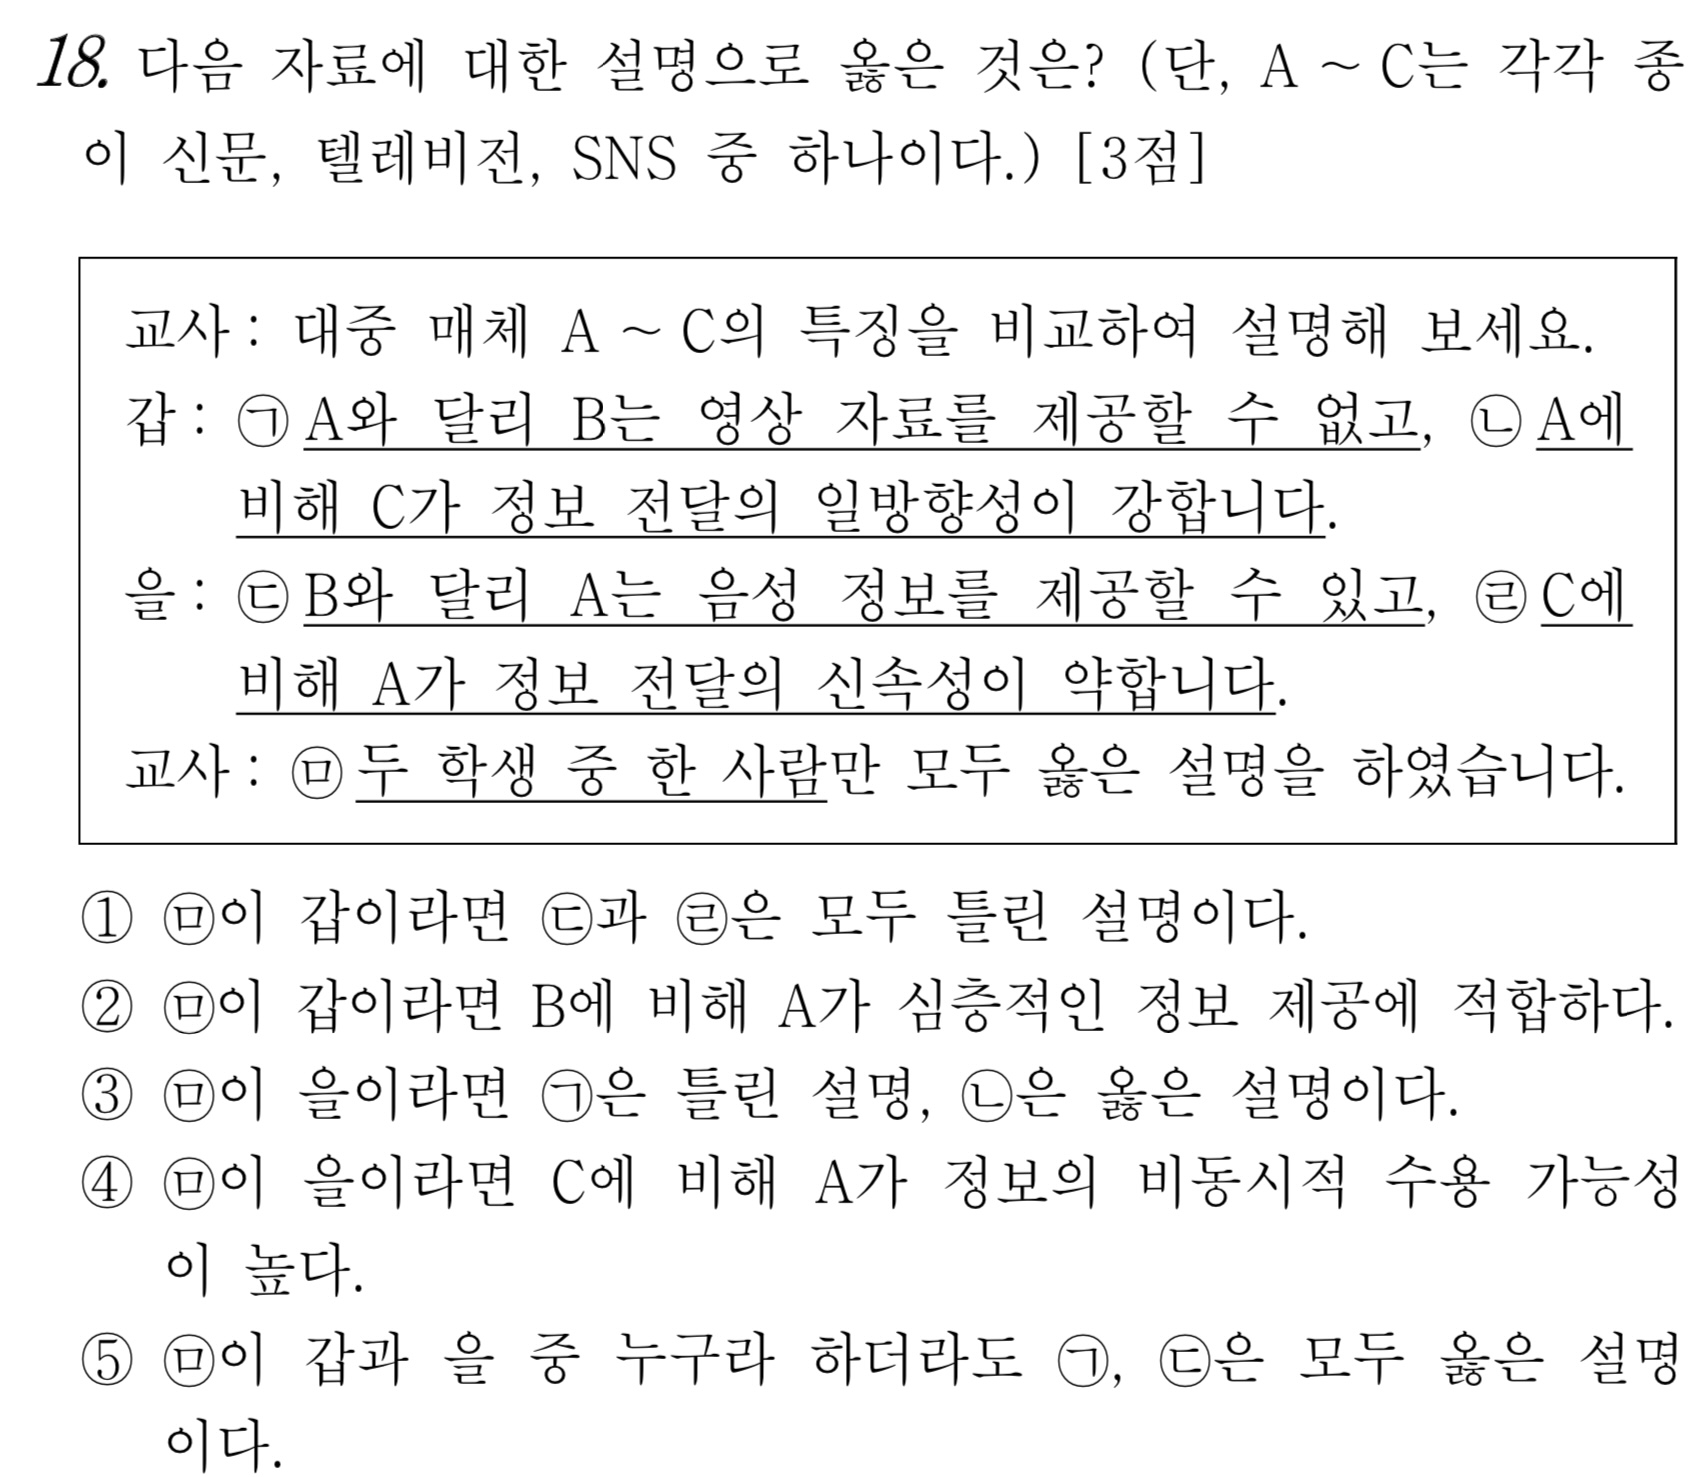 18. 다음 자료에 대한 설명으로 옳은 것은? (단, A ~ C는 각각 종
이 신문, 텔레비전, SNS 중 하나이다.) [3점]
교사 : 대중 매체 A ~ C의 특징을 비교하여 설명해 보세요.
갑 : ㉠ A와 달리 B는 영상 자료를 제공할 수 없고, ㉡ A에
비해 C가 정보 전달의 일방향성이 강합니다.
을 : ㉢ B와 달리 A는 음성 정보를 제공할 수 있고, ㉣ C에
비해 A가 정보 전달의 신속성이 약합니다.
교사 : ㉤ 두 학생 중 한 사람만 모두 옳은 설명을 하였습니다.
① ㉤이 갑이라면 ㉢과 ㉣은 모두 틀린 설명이다.
② ㉤이 갑이라면 B에 비해 A가 심층적인 정보 제공에 적합하다.
③ ㉤이 을이라면 ㉠은 틀린 설명, ㉡은 옳은 설명이다.
④ ㉤이 을이라면 C에 비해 A가 정보의 비동시적 수용 가능성
이 높다.
⑤ ㉤이 갑과 을 중 누구라 하더라도 ㉠, ㉢은 모두 옳은 설명
이다.